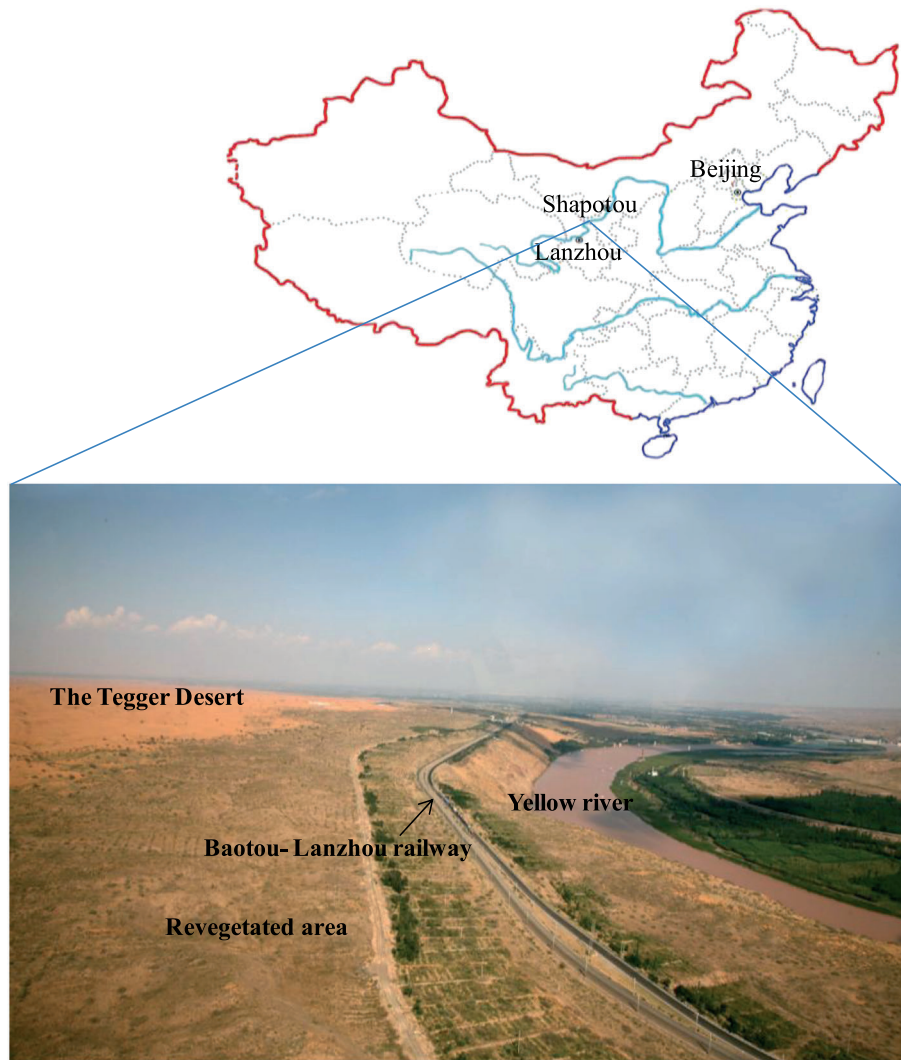 Beijing
Shapotou
Lanzhou
The Tegger Desert
Yellow river
Baotou- Lanzhou railway
Revegetated area